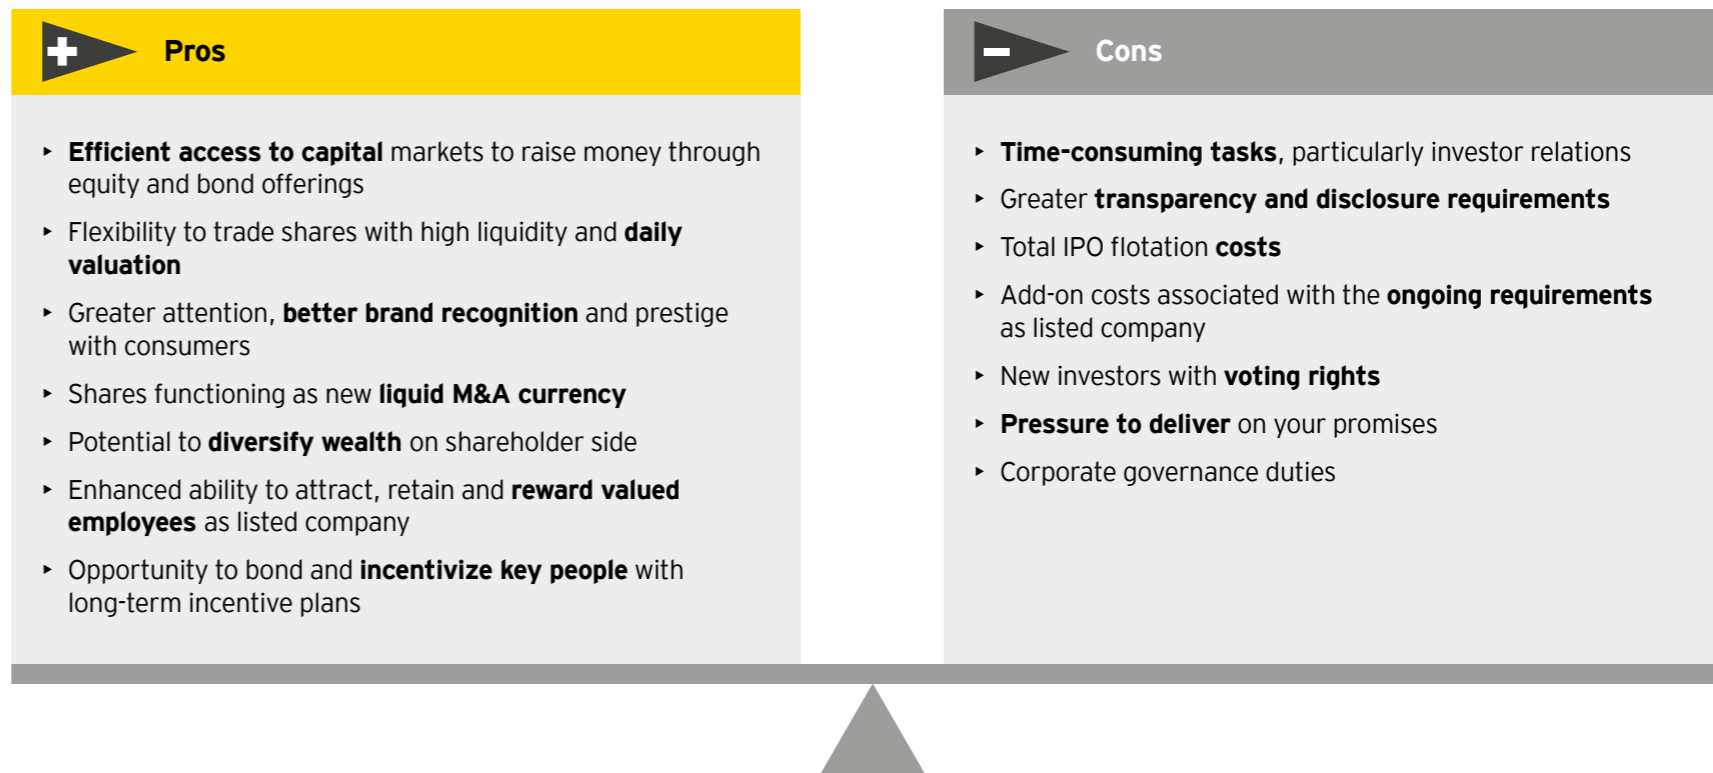 Pros
‣ Efficient access to capital markets to raise money through
equity and bond offerings
‣ Flexibility to trade shares with high liquidity and daily
valuation
‣ Greater attention, better brand recognition and prestige
with consumers
‣ Shares functioning as new liquid M&A currency
‣ Potential to diversify wealth on shareholder side
‣ Enhanced ability to attract, retain and reward valued
employees as listed company
‣ Opportunity to bond and incentivize key people with
long-term incentive plans
Cons
‣ Time-consuming tasks, particularly investor relations
‣ Greater transparency and disclosure requirements
‣ Total IPO flotation costs
‣ Add-on costs associated with the ongoing requirements
as listed company
‣ New investors with voting rights
‣ Pressure to deliver on your promises
‣ Corporate governance duties